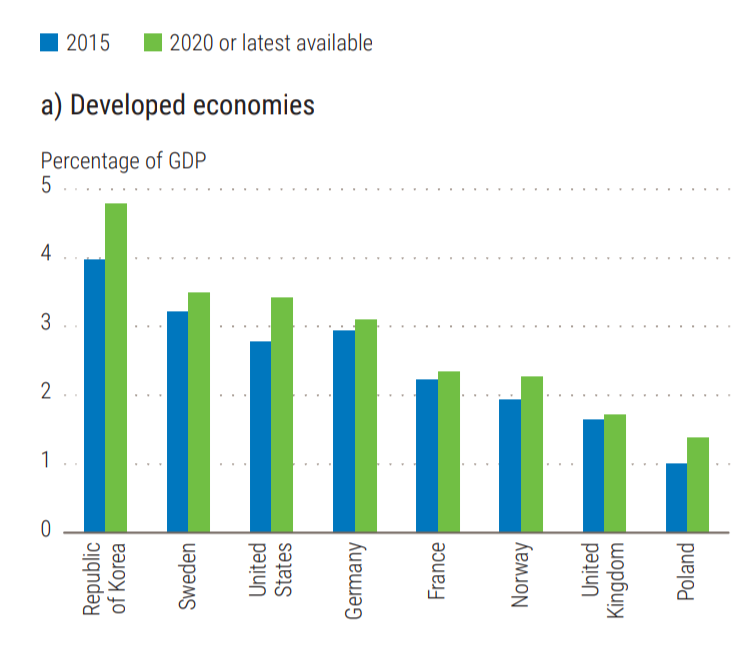 2015 2020 or latest available
a) Developed economies
Percentage of GDP
5
4
3
2
1
0
Republic
of Korea
Sweden
United
States
Germany
France
Norway
United
Kingdom
Poland